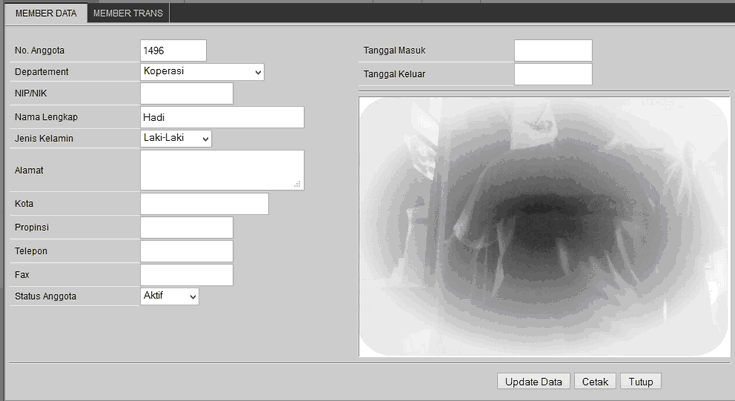 MEMBER DATA MEMBER TRANS
No. Anggota 1496
Departement Koperasi
NIP/NIK
Nama Lengkap Hadi
Jenis Kelamin Laki-Laki
Alamat
Kota
Propinsi
Telepon
Fax
Status Anggota Aktif
Tanggal Masuk
Tanggal Keluar
Update Data Cetak Tutup